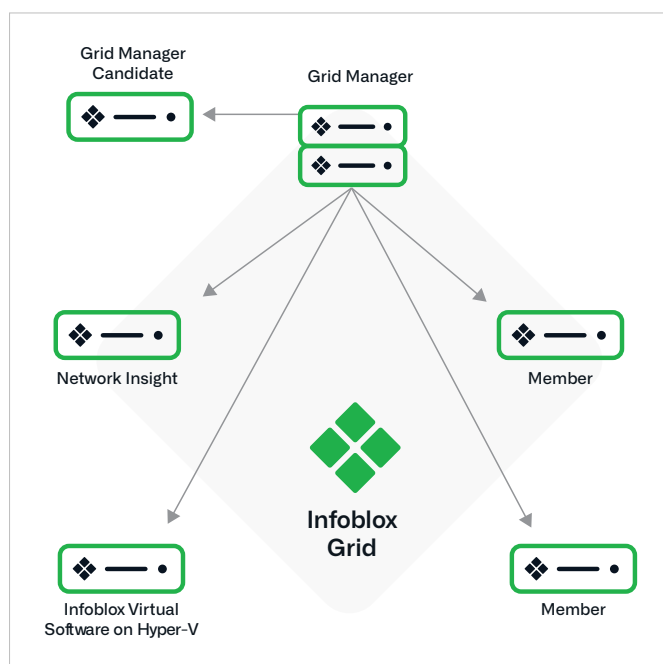 Grid Manager
Candidate
Grid Manager
Network Insight
Member
Infoblox
Grid
Infoblox Virtual
Software on Hyper-V
Member